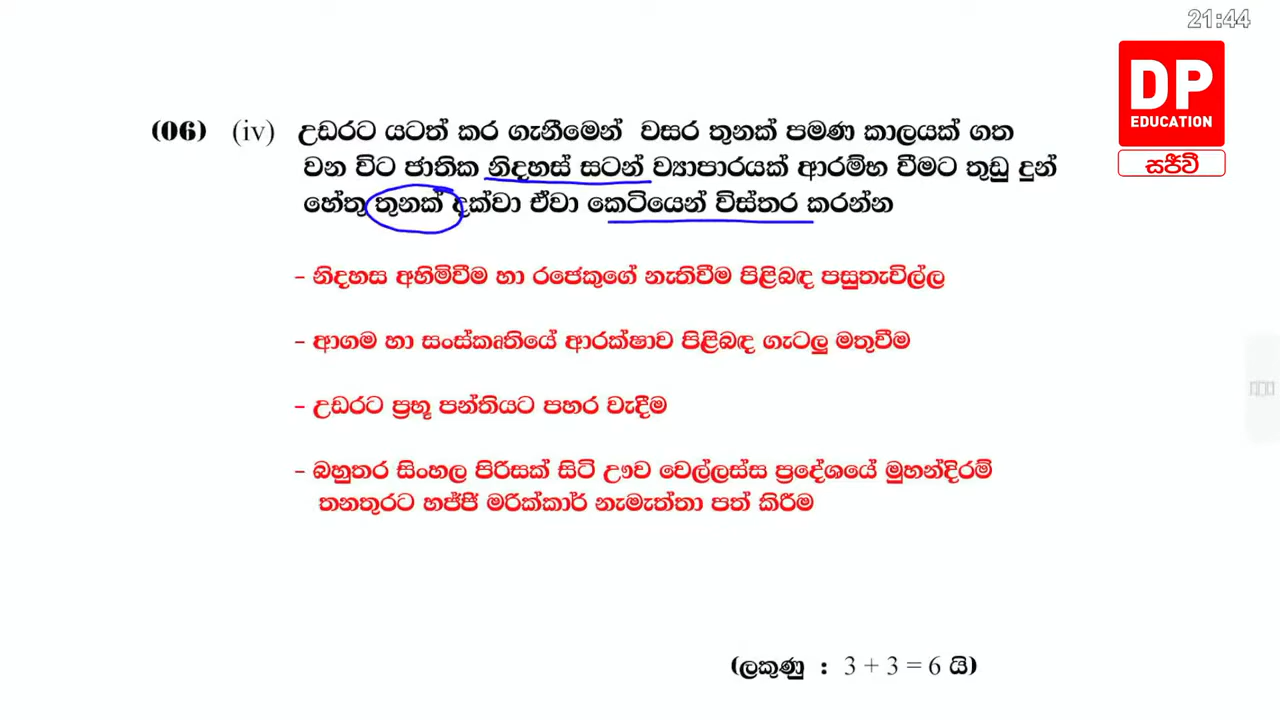 21:44
DP
EDUCATION
සජීවී
(06) (iv) උඩරට යටත් කර ගැනීමෙන් වසර තුනක් පමණ කාලයක් ගත
වන විට ජාතික නිදහස් සටන් ව්‍යාපාරයක් ආරම්භ වීමට තුඩු දුන්
හේතු තුනක් දක්වා ඒවා කෙටියෙන් විස්තර කරන්න
- නිදහස අහිමිවීම හා රජෙකුගේ නැතිවීම පිළිබඳ පසුතැවිල්ල
- ආගම හා සංස්කෘතියේ ආරක්ෂාව පිළිබඳ ගැටලු මතුවීම
- උඩරට ප්‍රභූ පන්තියට පහර වැදීම
- බහුතර සිංහල පිරිසක් සිටි ඌව වෙල්ලස්ස ප්‍රදේශයේ මුහන්දිරම්
තනතුරට හජ්ජි මරික්කාර් නැමැත්තා පත් කිරීම
(ලකුණු : 3 + 3 = 6 යි)